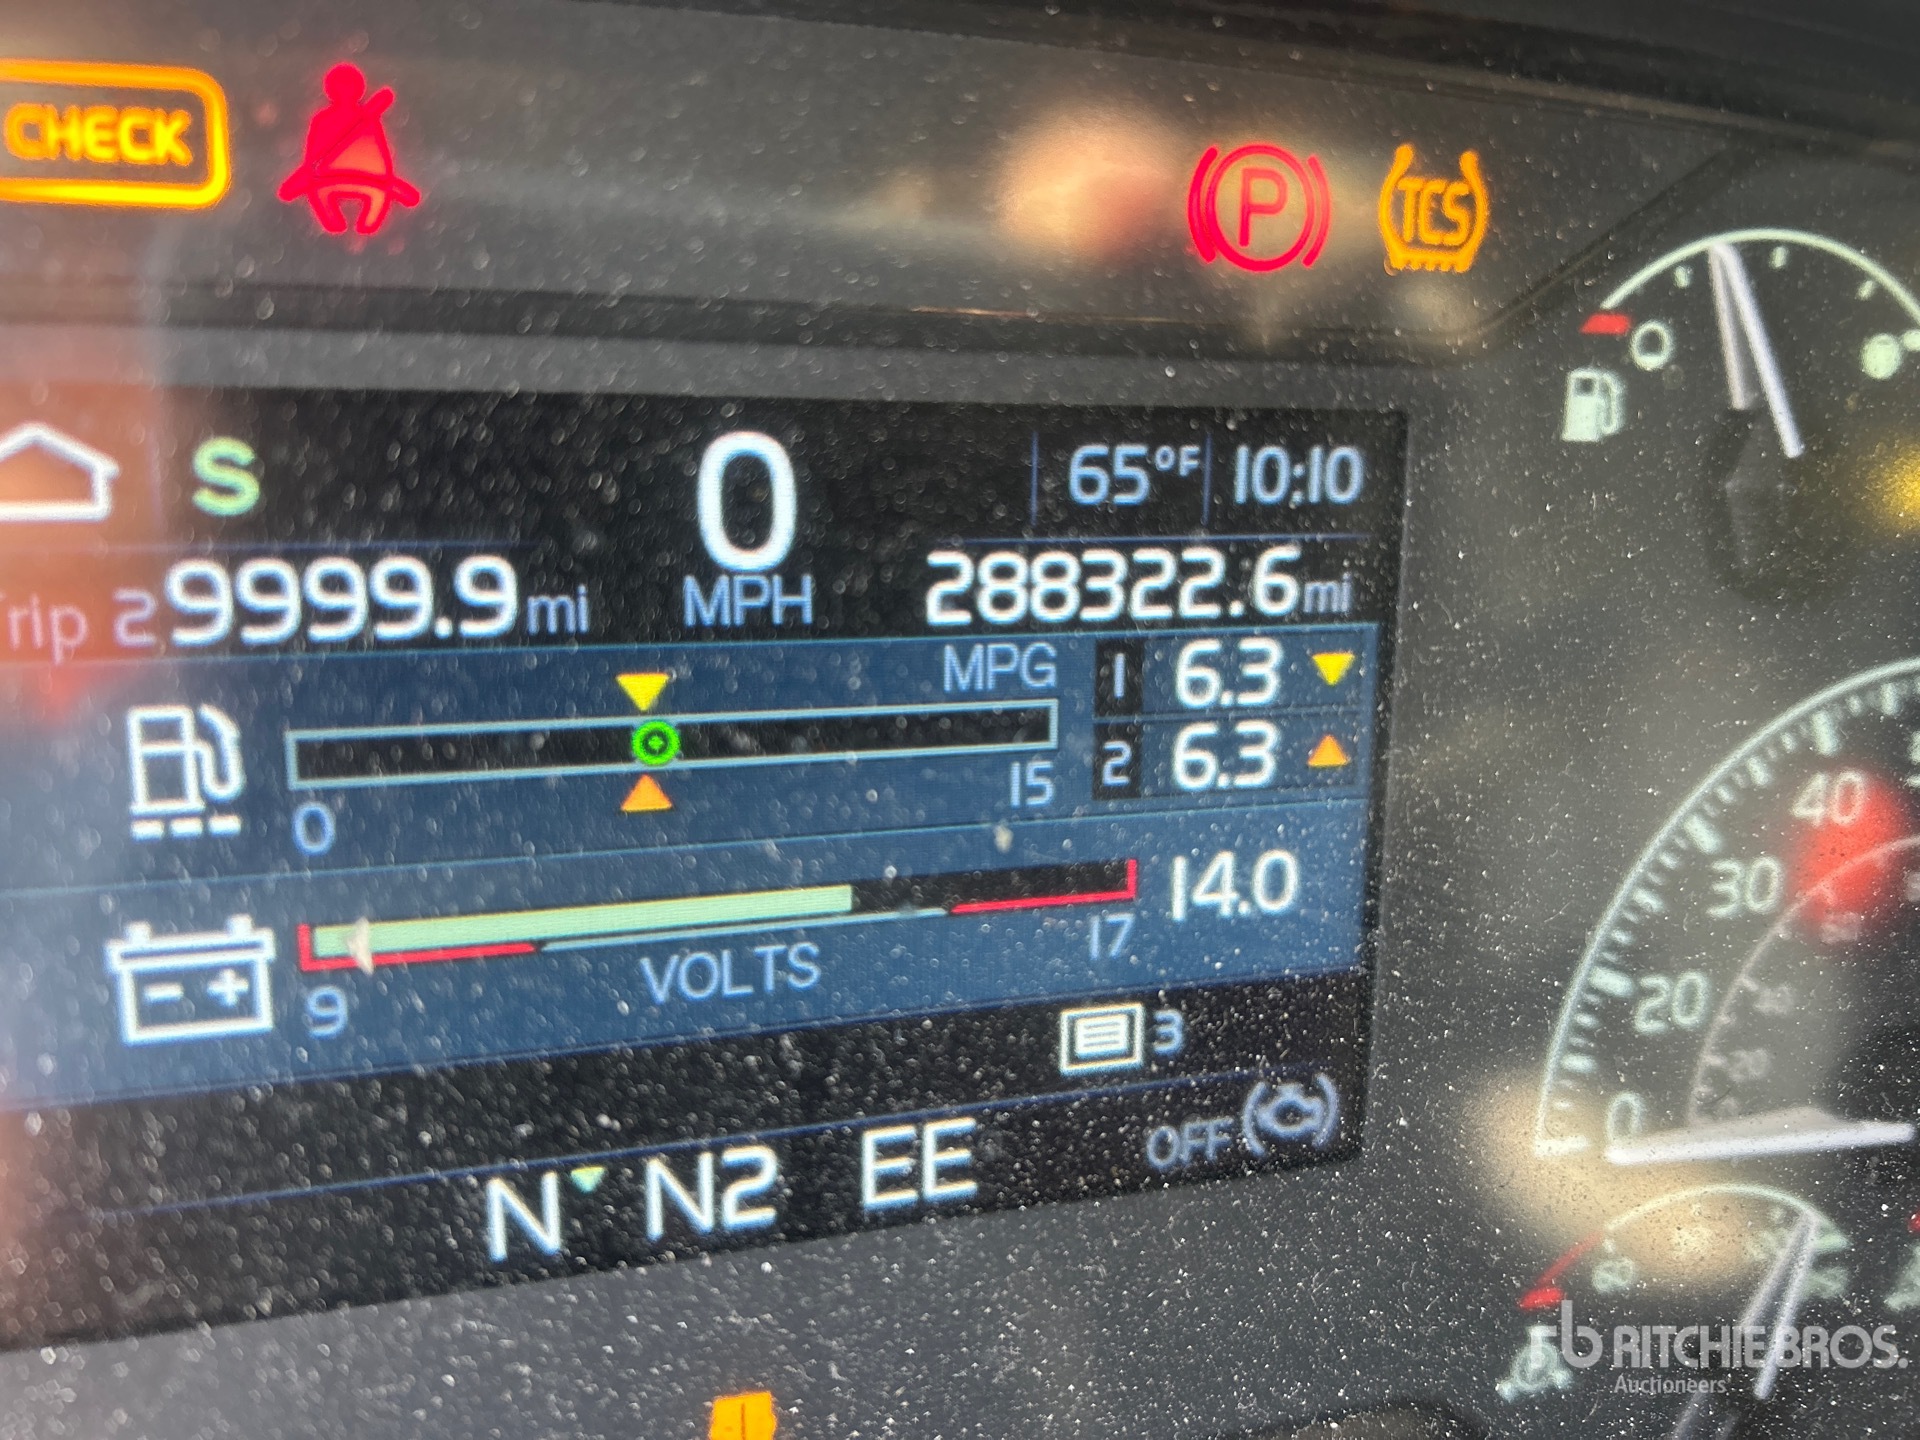 CHECK
P
TCS
S
0
MPH
65°F
10:10
Trip 2 9999.9 mi
288322.6 mi
MPG
0
15
1 6.3
2 6.3
VOLTS
9
17
14.0
3
N N2 EE
OFF
40
30
20
0
rb RITCHIE BROS.
Auctioneers